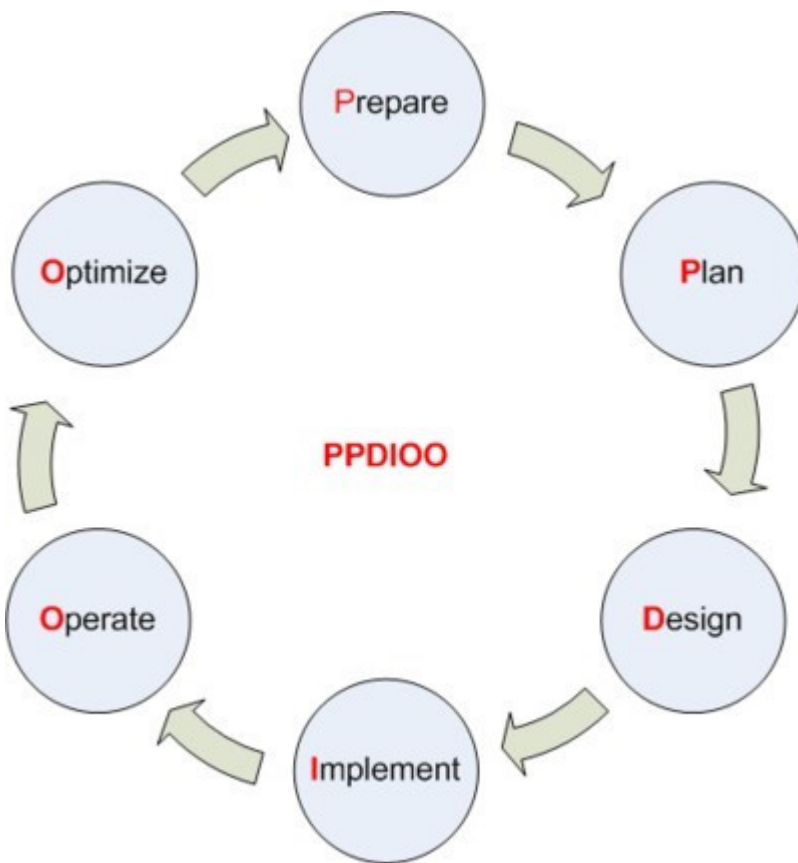 Prepare
Plan
Design
Implement
Operate
Optimize
PPDIOO